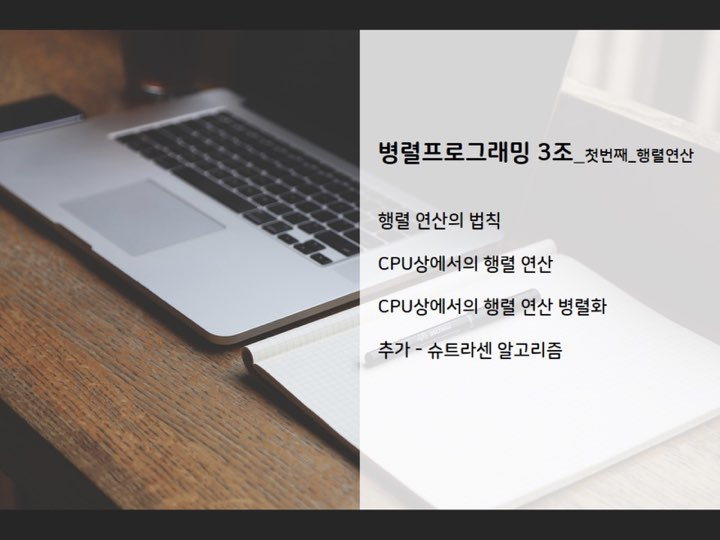 병렬프로그래밍 3조_첫번째_행렬연산
행렬 연산의 법칙
CPU상에서의 행렬 연산
CPU상에서의 행렬 연산 병렬화
추가 - 슈트라센 알고리즘